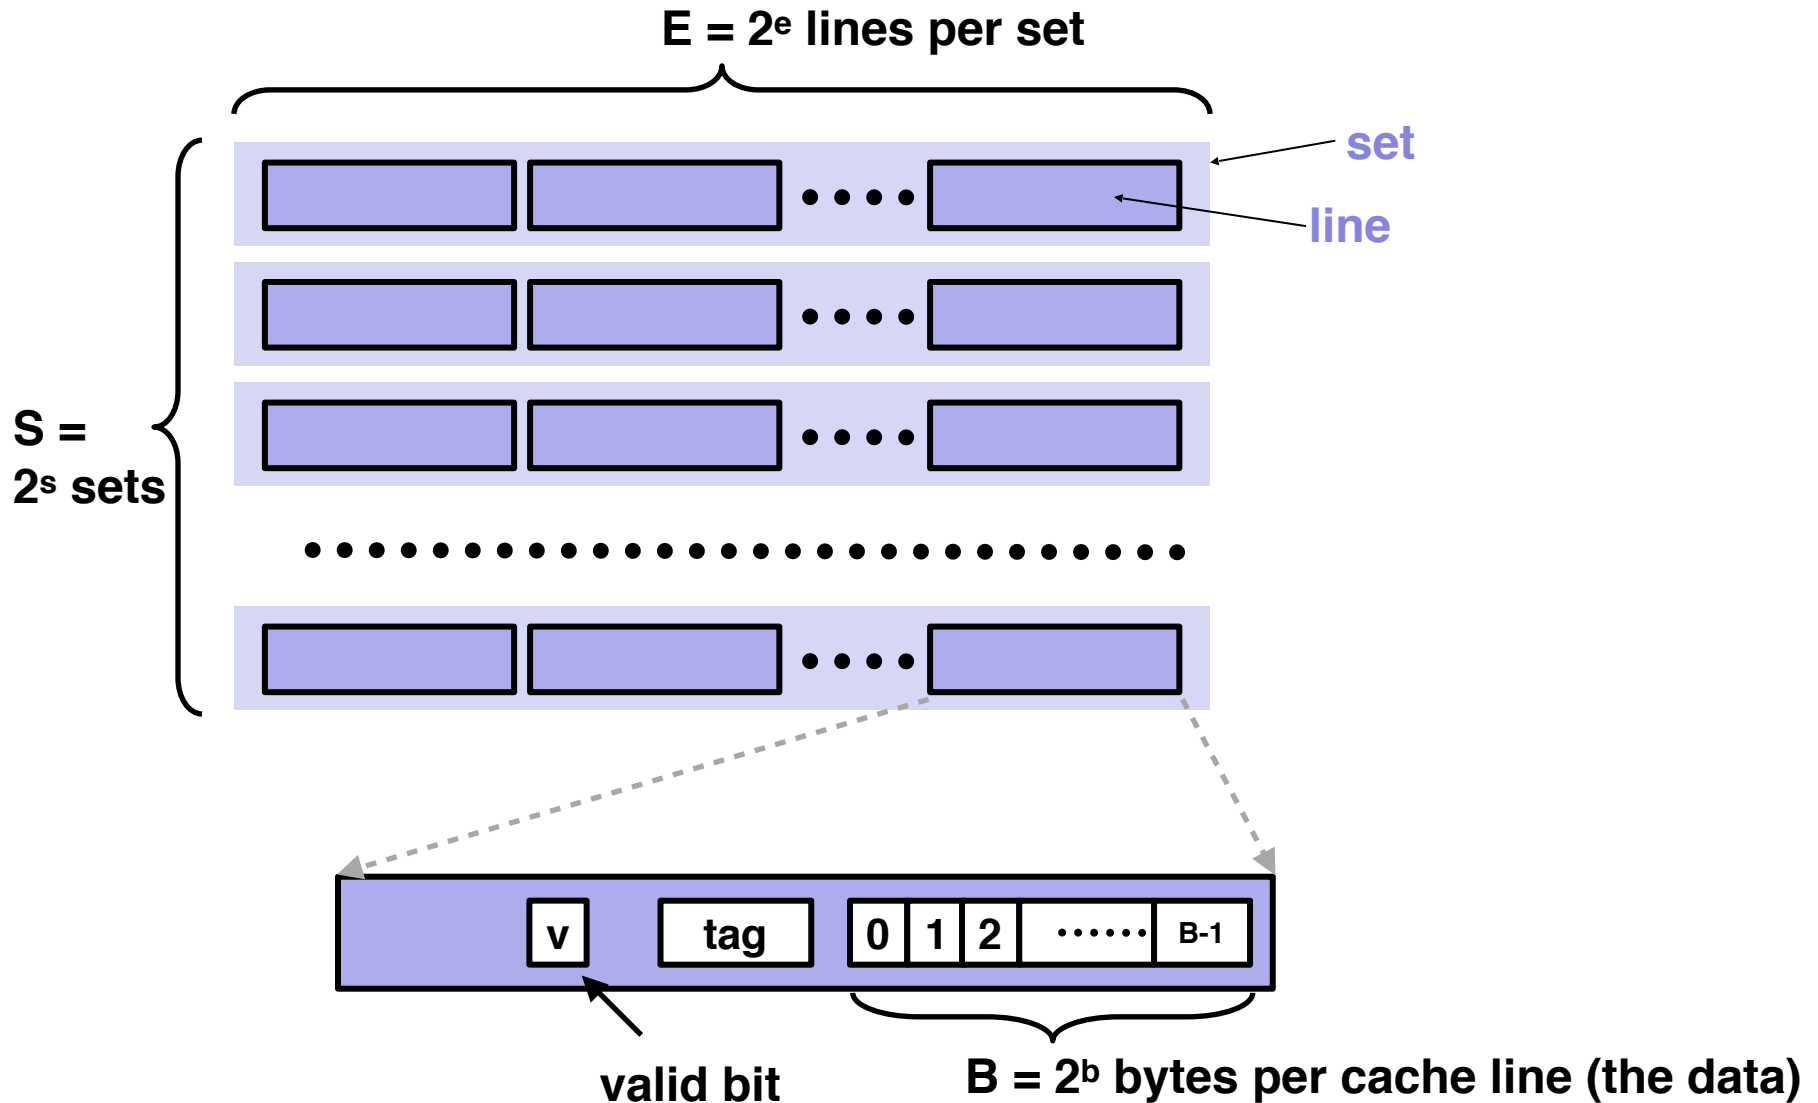 E = 2ᵉ lines per set
set
line
S =
2ˢ sets
v
tag
0 1 2 ······ B-1
valid bit
B = 2ᵇ bytes per cache line (the data)